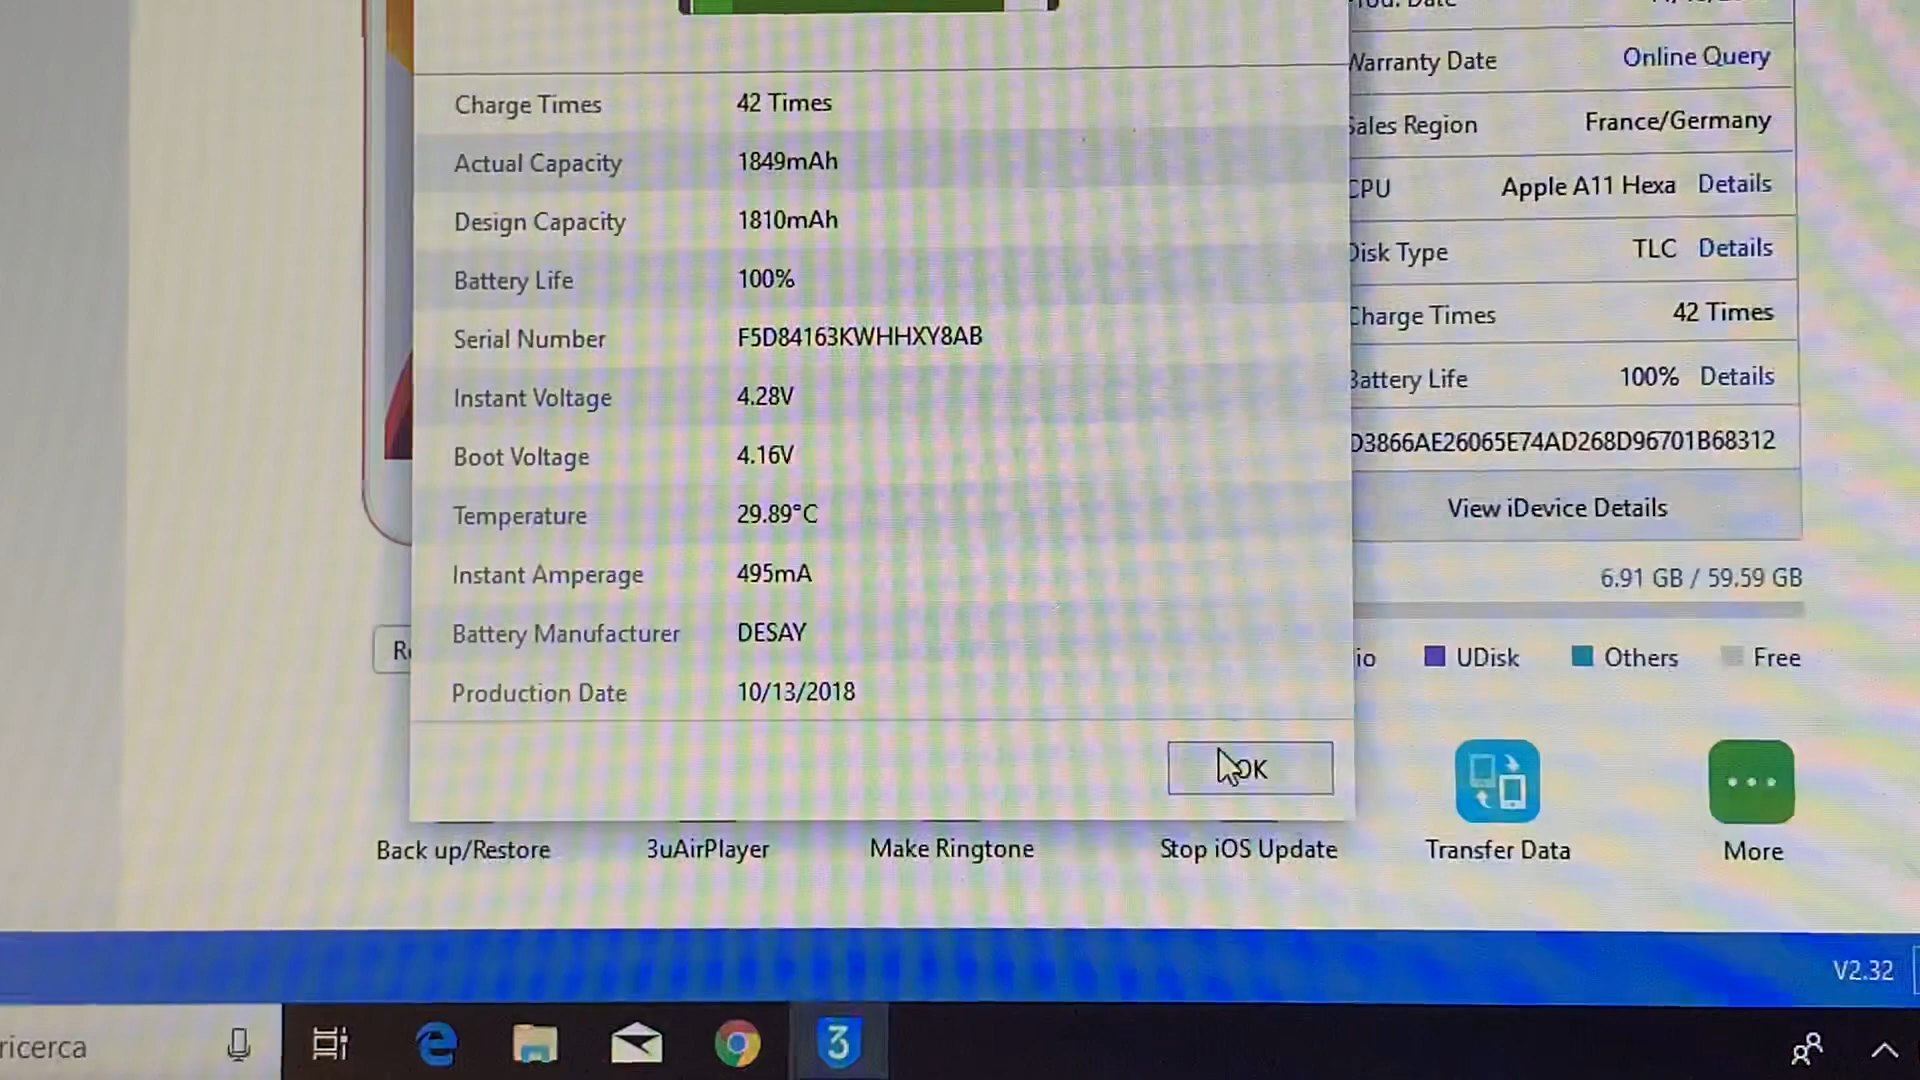 Warranty Date Online Query
Sales Region France/Germany
CPU Apple A11 Hexa Details
Disk Type TLC Details
Charge Times 42 Times
Battery Life 100% Details
D3866AE26065E74AD268D96701B68312
View iDevice Details
6.91 GB / 59.59 GB
io UDisk Others Free
Charge Times 42 Times
Actual Capacity 1849mAh
Design Capacity 1810mAh
Battery Life 100%
Serial Number F5D84163KWHHXY8AB
Instant Voltage 4.28V
Boot Voltage 4.16V
Temperature 29.89°C
Instant Amperage 495mA
Battery Manufacturer DESAY
Production Date 10/13/2018
OK
Back up/Restore 3uAirPlayer Make Ringtone Stop iOS Update Transfer Data More
V2.32
ricerca
3